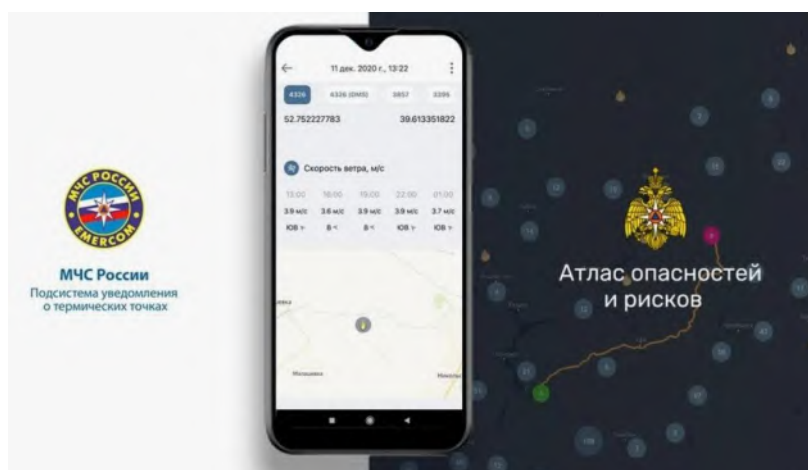 МЧС РОССИИ
EMERCOM
МЧС России
Подсистема уведомления
о термических точках
11 дек. 2020 г., 13:22
4326 4326 (DMS) 3857 3395
52.752227783 39.613351822
Скорость ветра, м/с
13:00 16:00 19:00 22:00 01:00
3.9 м/с 3.6 м/с 3.9 м/с 3.9 м/с 3.7 м/с
ЮВ В В ЮВ ЮВ
Атлас опасностей
и рисков